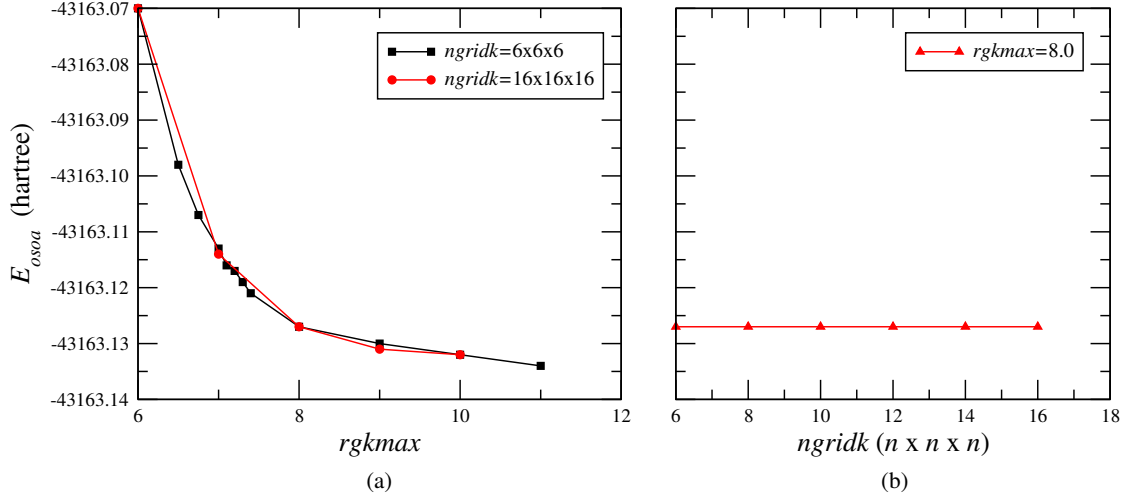 -43163.07
-43163.08
-43163.09
-43163.10
-43163.11
-43163.12
-43163.13
-43163.14
E_osoa (hartree)
ngridk=6x6x6
ngridk=16x16x16
6
8
10
12
rgkmax
(a)
rgkmax=8.0
6
8
10
12
14
16
18
ngridk (n x n x n)
(b)